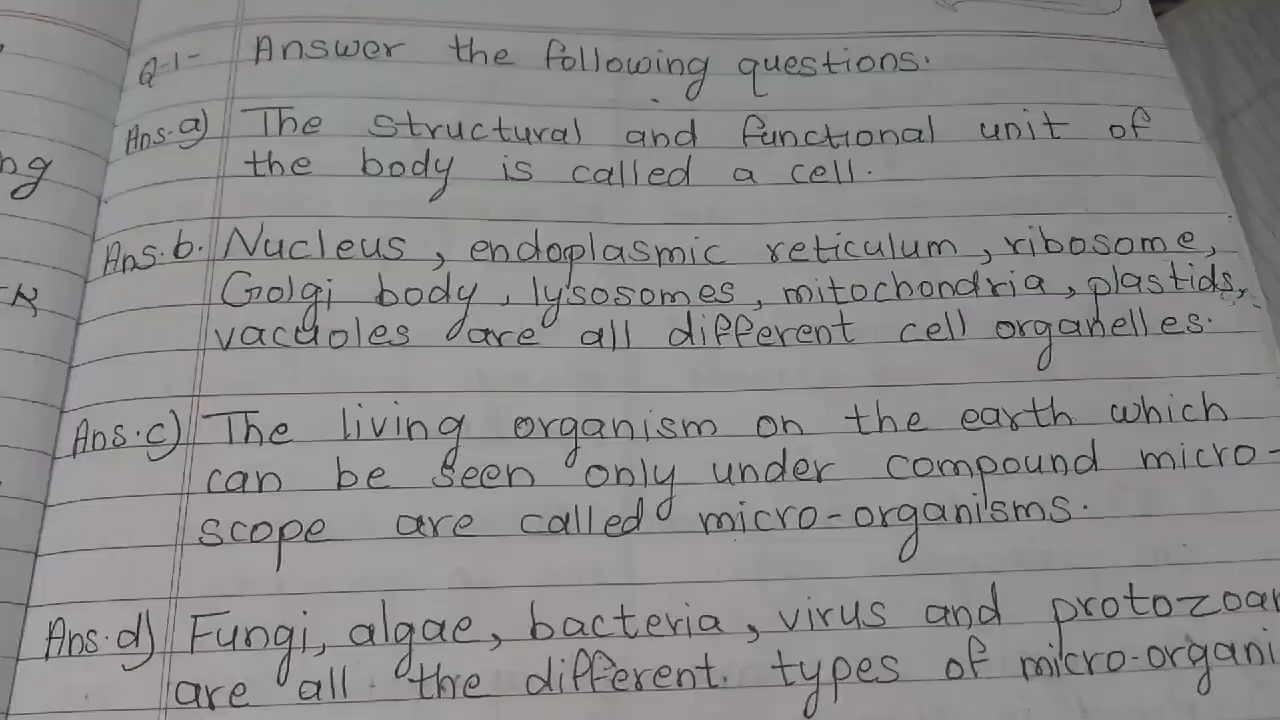 Q-1- Answer the following questions.
Ans.a) The structural and functional unit of
the body is called a cell.
Ans.b. Nucleus, endoplasmic reticulum, ribosome,
Golgi body, lysosomes, mitochondria, plastids,
vacuoles are all different cell organelles.
Ans.c) The living organism on the earth which
can be seen only under compound micro-
scope are called micro-organisms.
Ans.d) Fungi, algae, bacteria, virus and protozoa
are all the different types of micro-organi